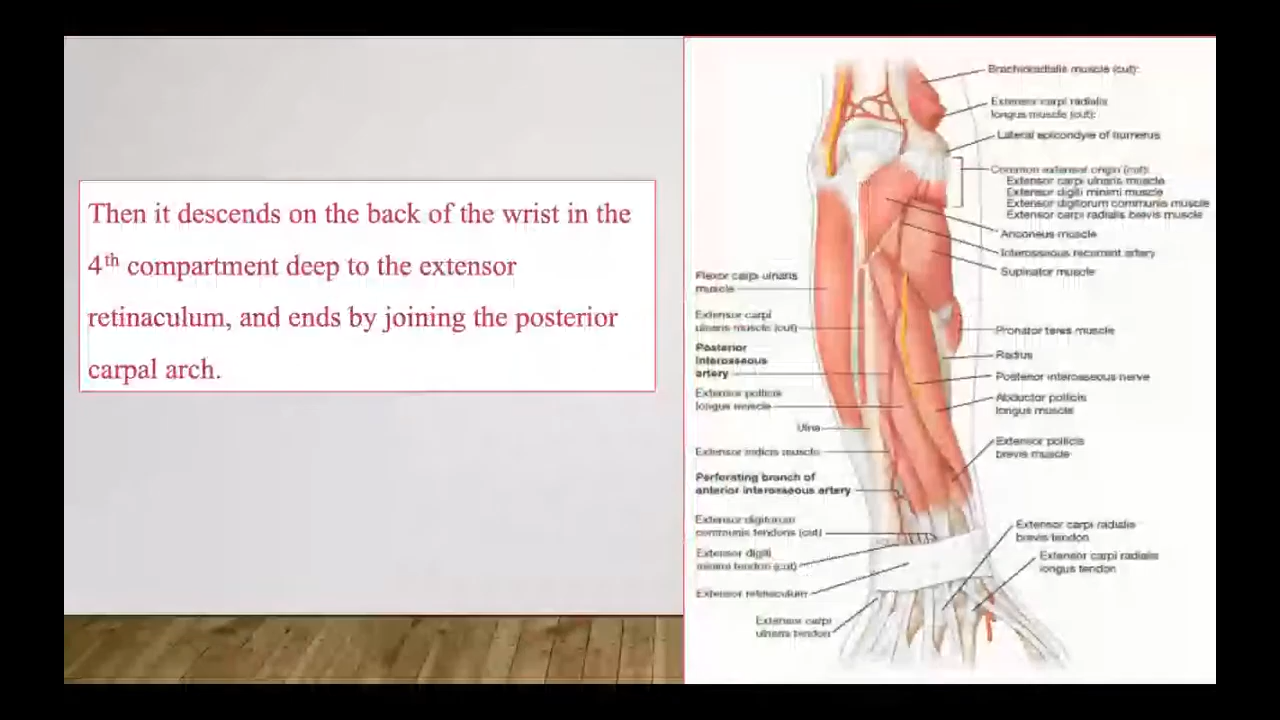 Then it descends on the back of the wrist in the
4th compartment deep to the extensor
retinaculum, and ends by joining the posterior
carpal arch.
Brachioradialis muscle (cut):
Extensor carpi radialis
longus muscle (cut):
Lateral epicondyle of humerus
Common extensor origin (cut):
Extensor carpi ulnaris muscle
Extensor digiti minimi muscle
Extensor digitorum communis muscle
Extensor carpi radialis brevis muscle
Anconeus muscle
Interosseous recurrent artery
Supinator muscle
Pronator teres muscle
Radius
Posterior interosseous nerve
Abductor pollicis
longus muscle
Extensor pollicis
brevis muscle
Extensor carpi radialis
brevis tendon
Extensor carpi radialis
longus tendon
Flexor carpi ulnaris
muscle
Extensor carpi
ulnaris muscle (cut)
Posterior
interosseous
artery
Extensor pollicis
longus muscle
Ulna
Extensor indicis muscle
Perforating branch of
anterior interosseous artery
Extensor digitorum
communis tendons (cut)
Extensor digiti
minimi tendon (cut)
Extensor retinaculum
Extensor carpi
ulnaris tendon